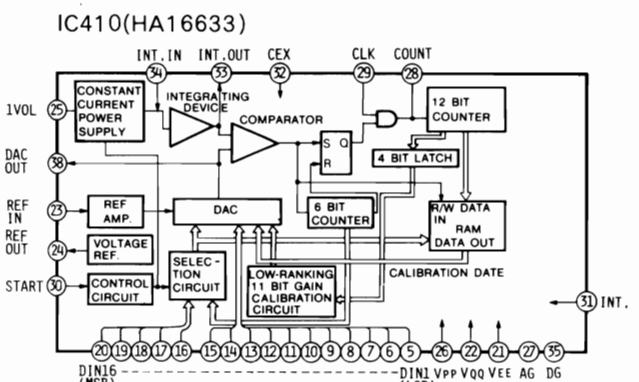 IC410(HA16633)
INT.IN INT.OUT CEX CLK COUNT
34 33 32 29 28
CONSTANT
CURRENT
POWER
SUPPLY
INTEGRATING
DEVICE
COMPARATOR
12 BIT
COUNTER
1VOL 25
S Q
R
4 BIT LATCH
DAC
OUT
38
REF
IN
23
REF
AMP.
DAC
6 BIT
COUNTER
R/W DATA
IN
RAM
DATA OUT
REF
OUT
24
VOLTAGE
REF.
SELEC-
TION
CIRCUIT
LOW-RANKING
11 BIT GAIN
CALIBRATION
CIRCUIT
CALIBRATION DATE
START 30
CONTROL
CIRCUIT
31 INT.
20 19 18 17 16 15 14 13 12 11 10 9 8 7 6 5 26 22 21 27 35
DIN16 DIN1 VPP VQQ VEE AG DG